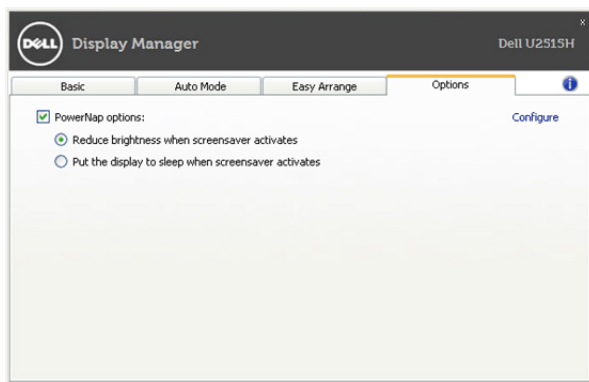 x
DELL Display Manager Dell U2515H
Basic Auto Mode Easy Arrange Options i
PowerNap options: Configure
Reduce brightness when screensaver activates
Put the display to sleep when screensaver activates